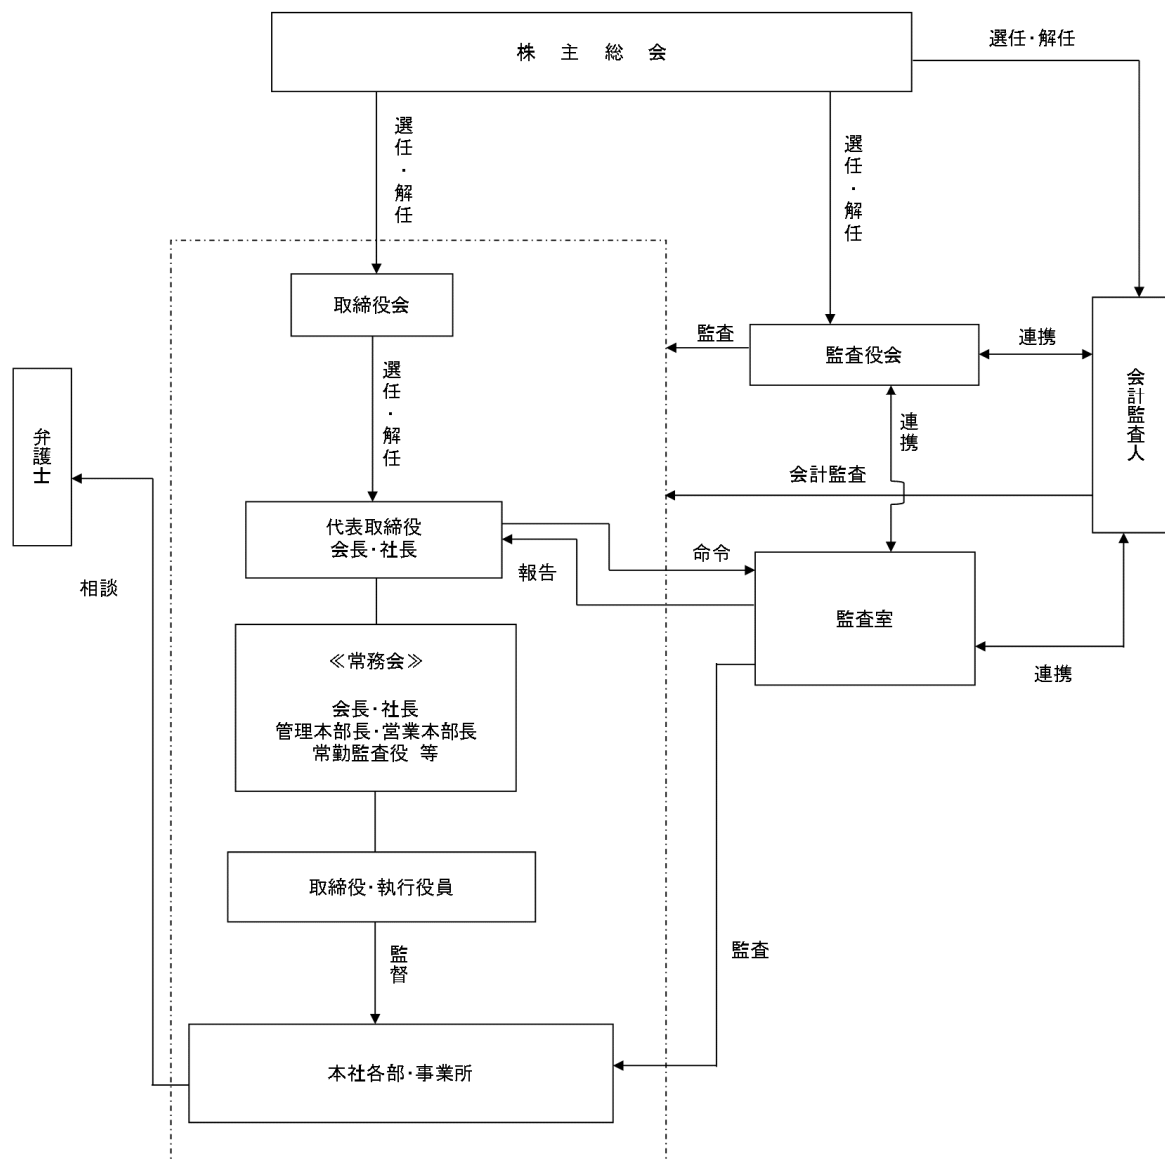 株　主　総　会
選任・解任
選任・解任
選任・解任
取締役会
監査
監査役会
連携
会計監査人
選任・解任
弁護士
連携
会計監査
代表取締役
会長・社長
命令
報告
相談
監査室
≪常務会≫
会長・社長
管理本部長・営業本部長
常勤監査役　等
連携
取締役・執行役員
監督
監査
本社各部・事業所